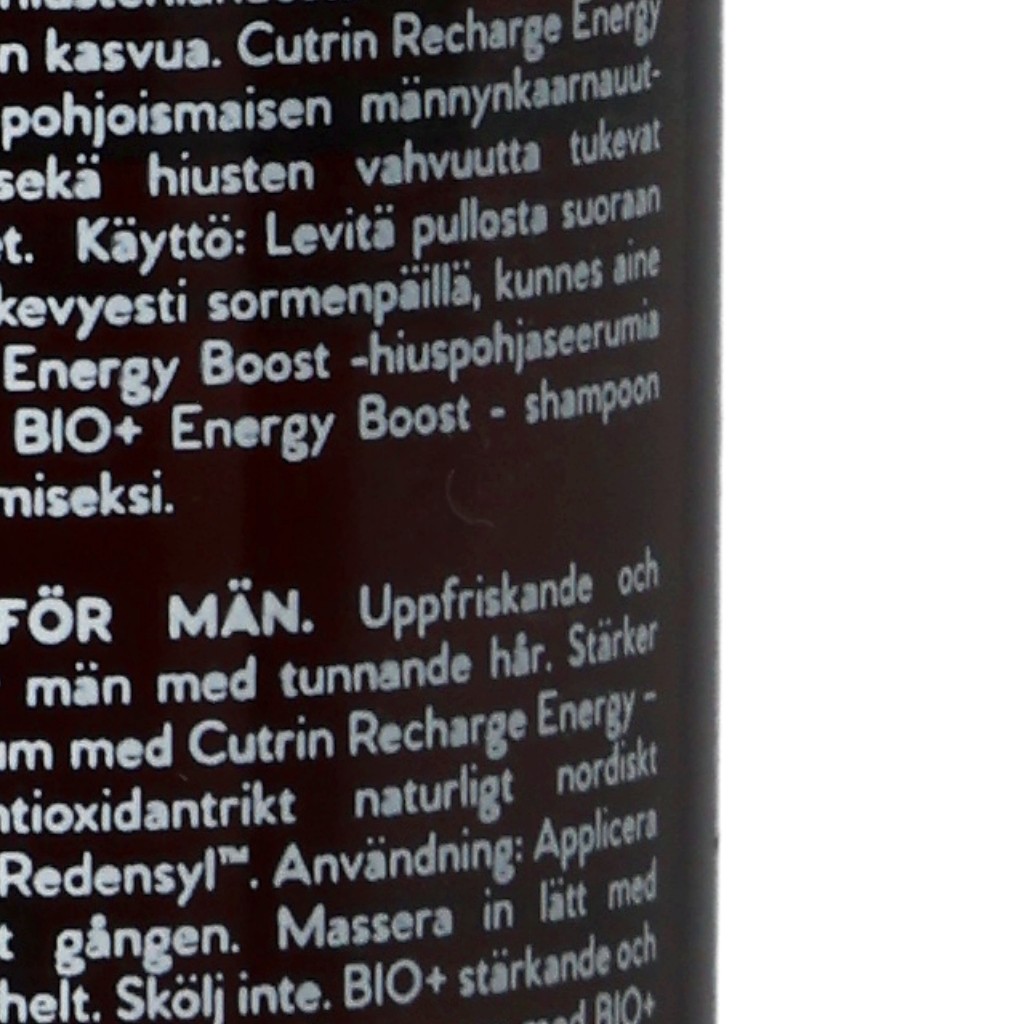 n kasvua. Cutrin Recharge Energy
pohjoismaisen männynkaarnauut-
sekä hiusten vahvuutta tukevat
t. Käyttö: Levitä pullosta suoraan
kevyesti sormenpäillä, kunnes aine
Energy Boost -hiuspohjaseerumia
BIO+ Energy Boost - shampoon
miseksi.
FÖR MÄN. Uppfriskande och
män med tunnande hår. Stärker
um med Cutrin Recharge Energy -
ntioxidantrikt naturligt nordiskt
Redensyl™. Användning: Applicera
t gången. Massera in lätt med
helt. Skölj inte. BIO+ stärkande och
med BIO+